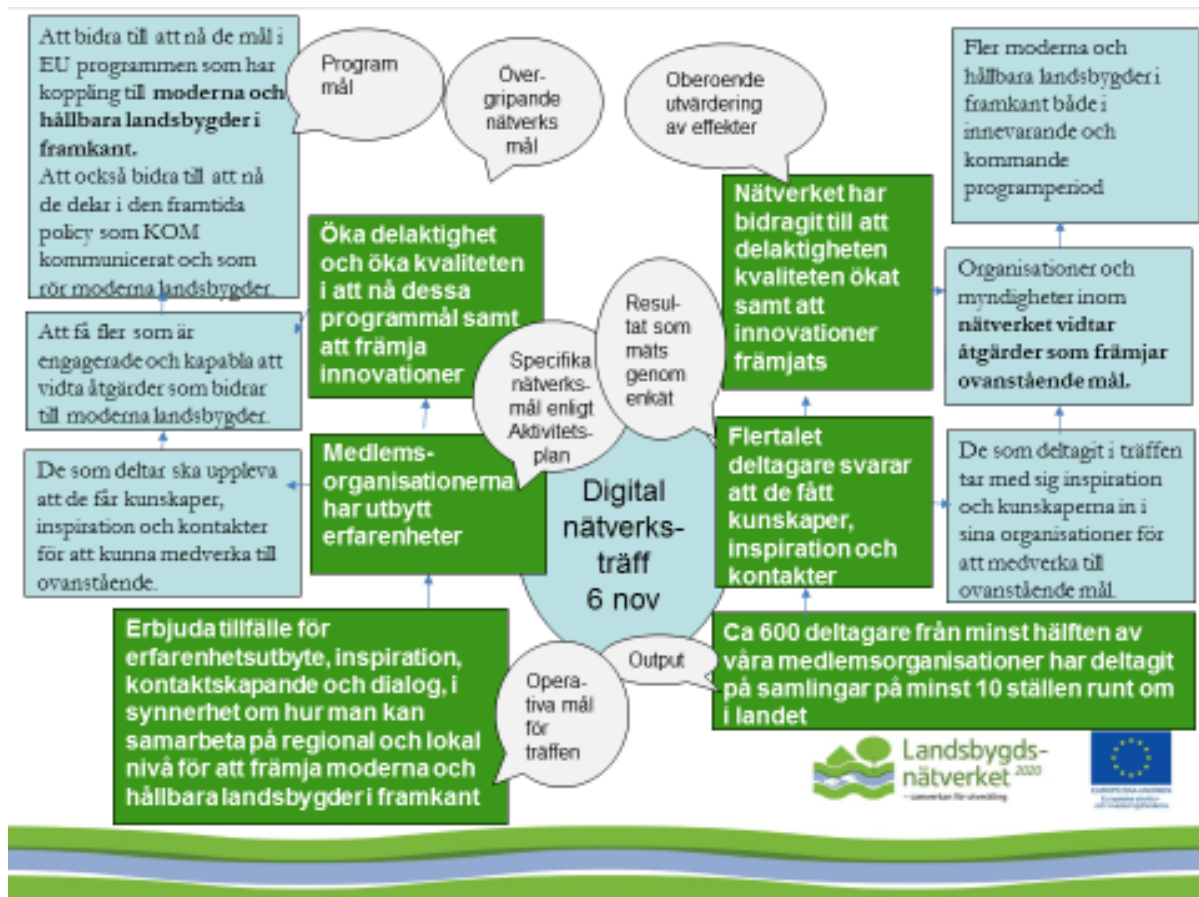 Att bidra till att nå de mål i
EU programmen som har
koppling till moderna och
hållbara landsbygder i
framkant.
Att också bidra till att nå
de delar i den framtida
policy som KOM
kommunicerat och som
rör moderna landsbygder.
Program
mål
Över-
gripande
nätverks
mål
Oberoende
utvärdering
av effekter
Fler moderna och
hållbara landsbygder i
framkant både i
innevarande och
kommande
programperiod
Öka delaktighet
och öka kvaliteten
i att nå dessa
programmål samt
att främja
innovationer
Nätverket har
bidragit till att
delaktigheten
kvaliteten ökat
samt att
innovationer
främjats
Att få fler som är
engagerade och kapabla att
vidta åtgärder som bidrar
till moderna landsbygder.
Specifika
nätverks-
mål enligt
Aktivitets-
plan
Resul-
tat som
mäts
genom
enkät
Organisationer och
myndigheter inom
nätverket vidtar
åtgärder som främjar
ovanstående mål.
De som deltar ska uppleva
att de får kunskaper,
inspiration och kontakter
för att kunna medverka till
ovanstående.
Medlems-
organisationerna
har utbytt
erfarenheter
Digital
nätverks-
träff
6 nov
Flertalet
deltagare svarar
att de fått
kunskaper,
inspiration och
kontakter
De som deltagit i träffen
tar med sig inspiration
och kunskaperna in i
sina organisationer för
att medverka till
ovanstående mål.
Erbjuda tillfälle för
erfarenhetsutbyte, inspiration,
kontaktskapande och dialog, i
synnerhet om hur man kan
samarbeta på regional och lokal
nivå för att främja moderna och
hållbara landsbygder i framkant
Opera-
tiva mål
för
träffen
Output
Ca 600 deltagare från minst hälften av
våra medlemsorganisationer har deltagit
på samlingar på minst 10 ställen runt om
i landet
Landsbygds-
nätverket 2020
– samverkan för utveckling
EUROPEISKA UNIONEN